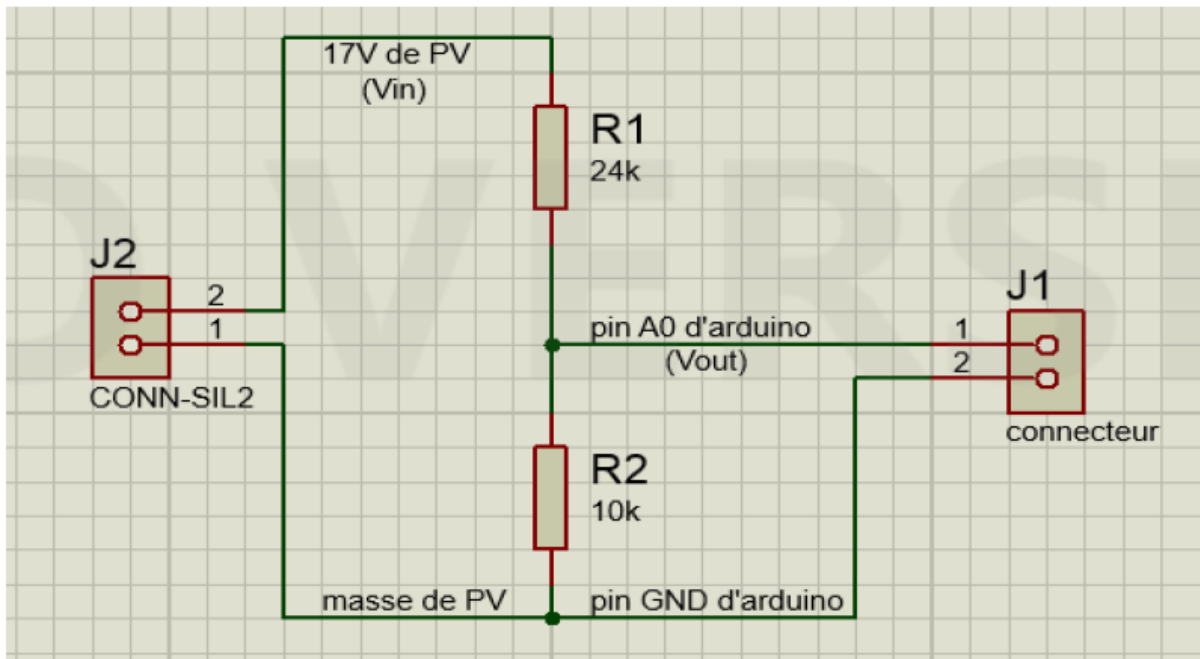 17V de PV
(Vin)
R1
24k
J2
2
1
CONN-SIL2
J1
pin A0 d'arduino
(Vout)
1
2
connecteur
R2
10k
masse de PV
pin GND d'arduino